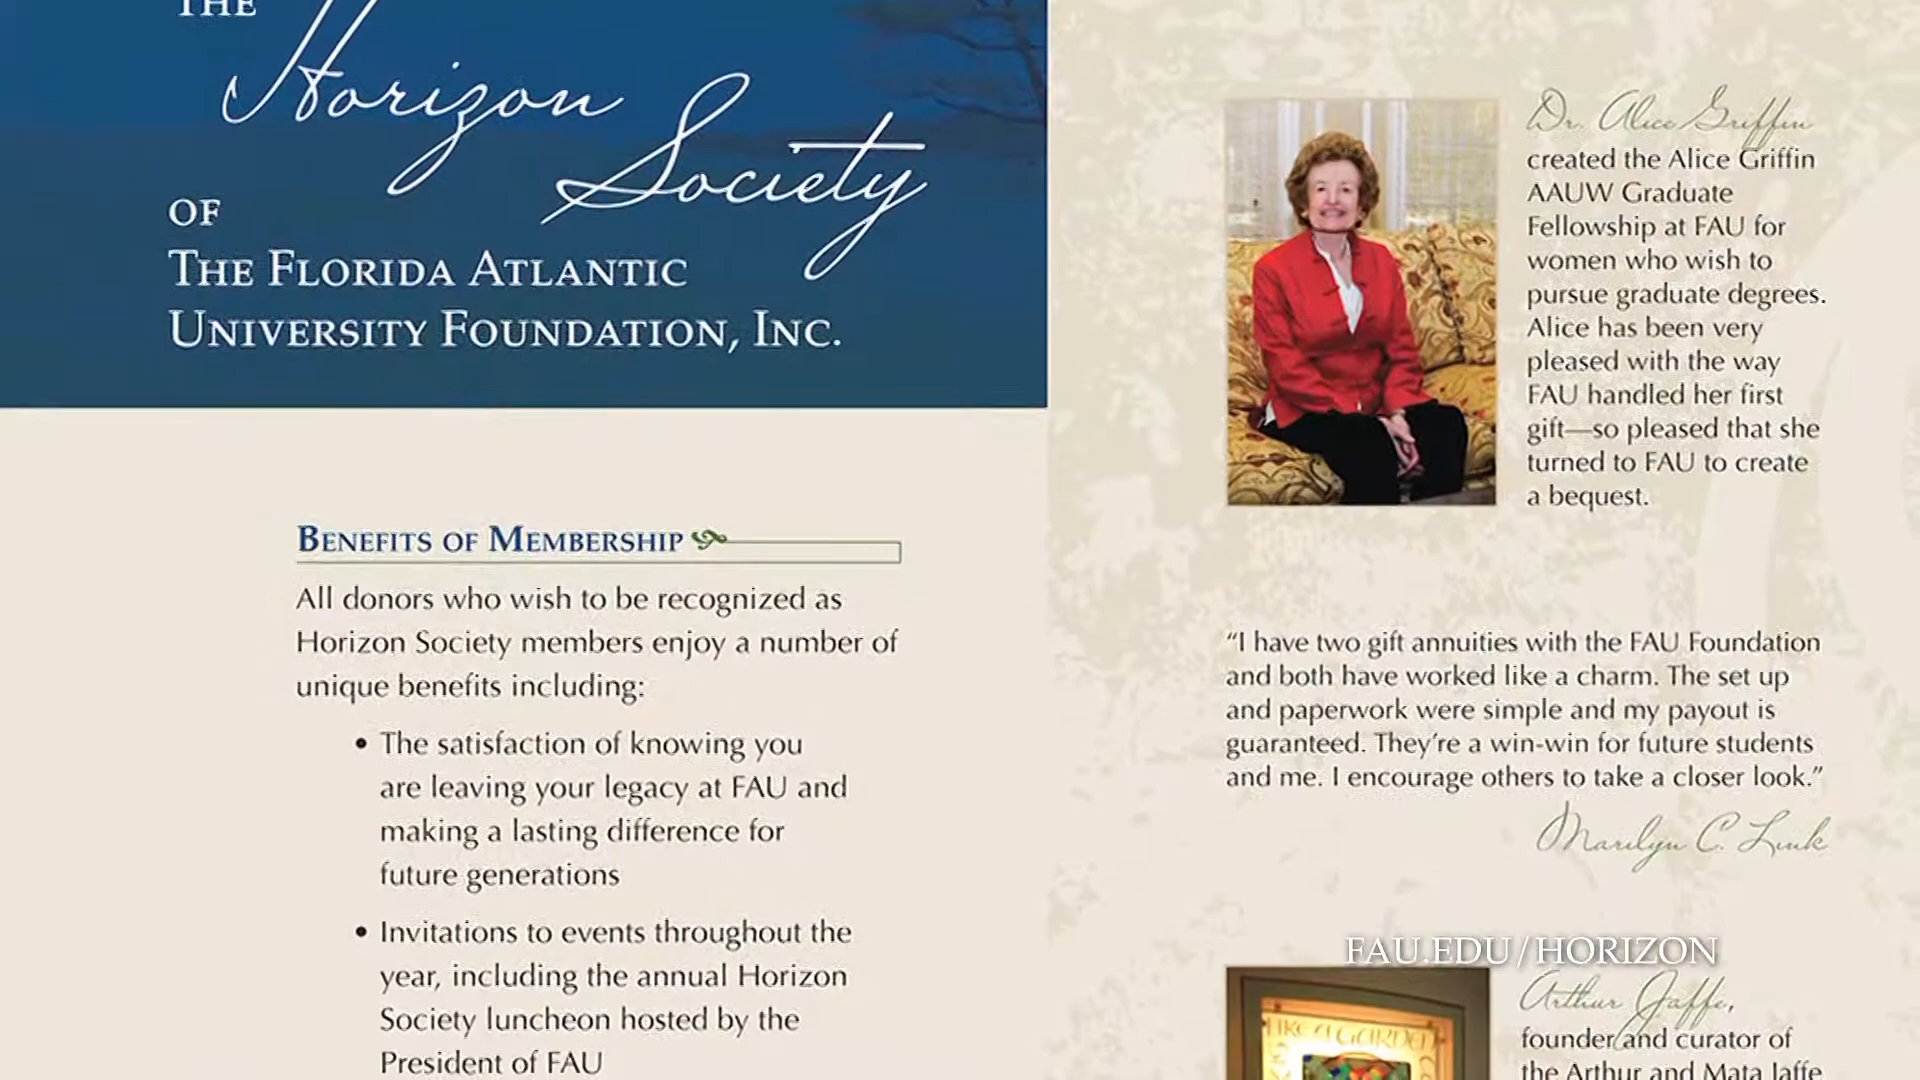 THE
Horizon
Society
OF
THE FLORIDA ATLANTIC
UNIVERSITY FOUNDATION, INC.
BENEFITS OF MEMBERSHIP
All donors who wish to be recognized as
Horizon Society members enjoy a number of
unique benefits including:
• The satisfaction of knowing you
are leaving your legacy at FAU and
making a lasting difference for
future generations
• Invitations to events throughout the
year, including the annual Horizon
Society luncheon hosted by the
President of FAU
Dr. Alice Griffin
created the Alice Griffin
AAUW Graduate
Fellowship at FAU for
women who wish to
pursue graduate degrees.
Alice has been very
pleased with the way
FAU handled her first
gift—so pleased that she
turned to FAU to create
a bequest.
“I have two gift annuities with the FAU Foundation
and both have worked like a charm. The set up
and paperwork were simple and my payout is
guaranteed. They’re a win-win for future students
and me. I encourage others to take a closer look.”
Marilyn C. Link
FAU.EDU/HORIZON
Arthur Jaffe,
founder and curator of
the Arthur and Mata Jaffe
LIKE A GARDEN